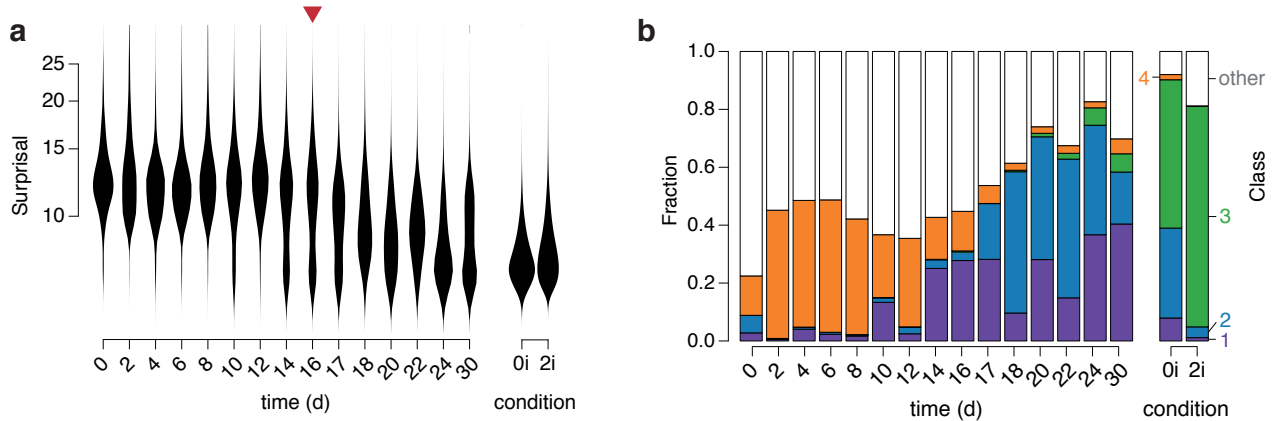 a
Surprisal
25
20
15
10
0 2 4 6 8 10 12 14 16 17 18 20 22 24 30
0i 2i
time (d)
condition
b
Fraction
1.0
0.8
0.6
0.4
0.2
0.0
0 2 4 6 8 10 12 14 16 17 18 20 22 24 30
0i 2i
time (d)
condition
4
other
3
2
1
Class